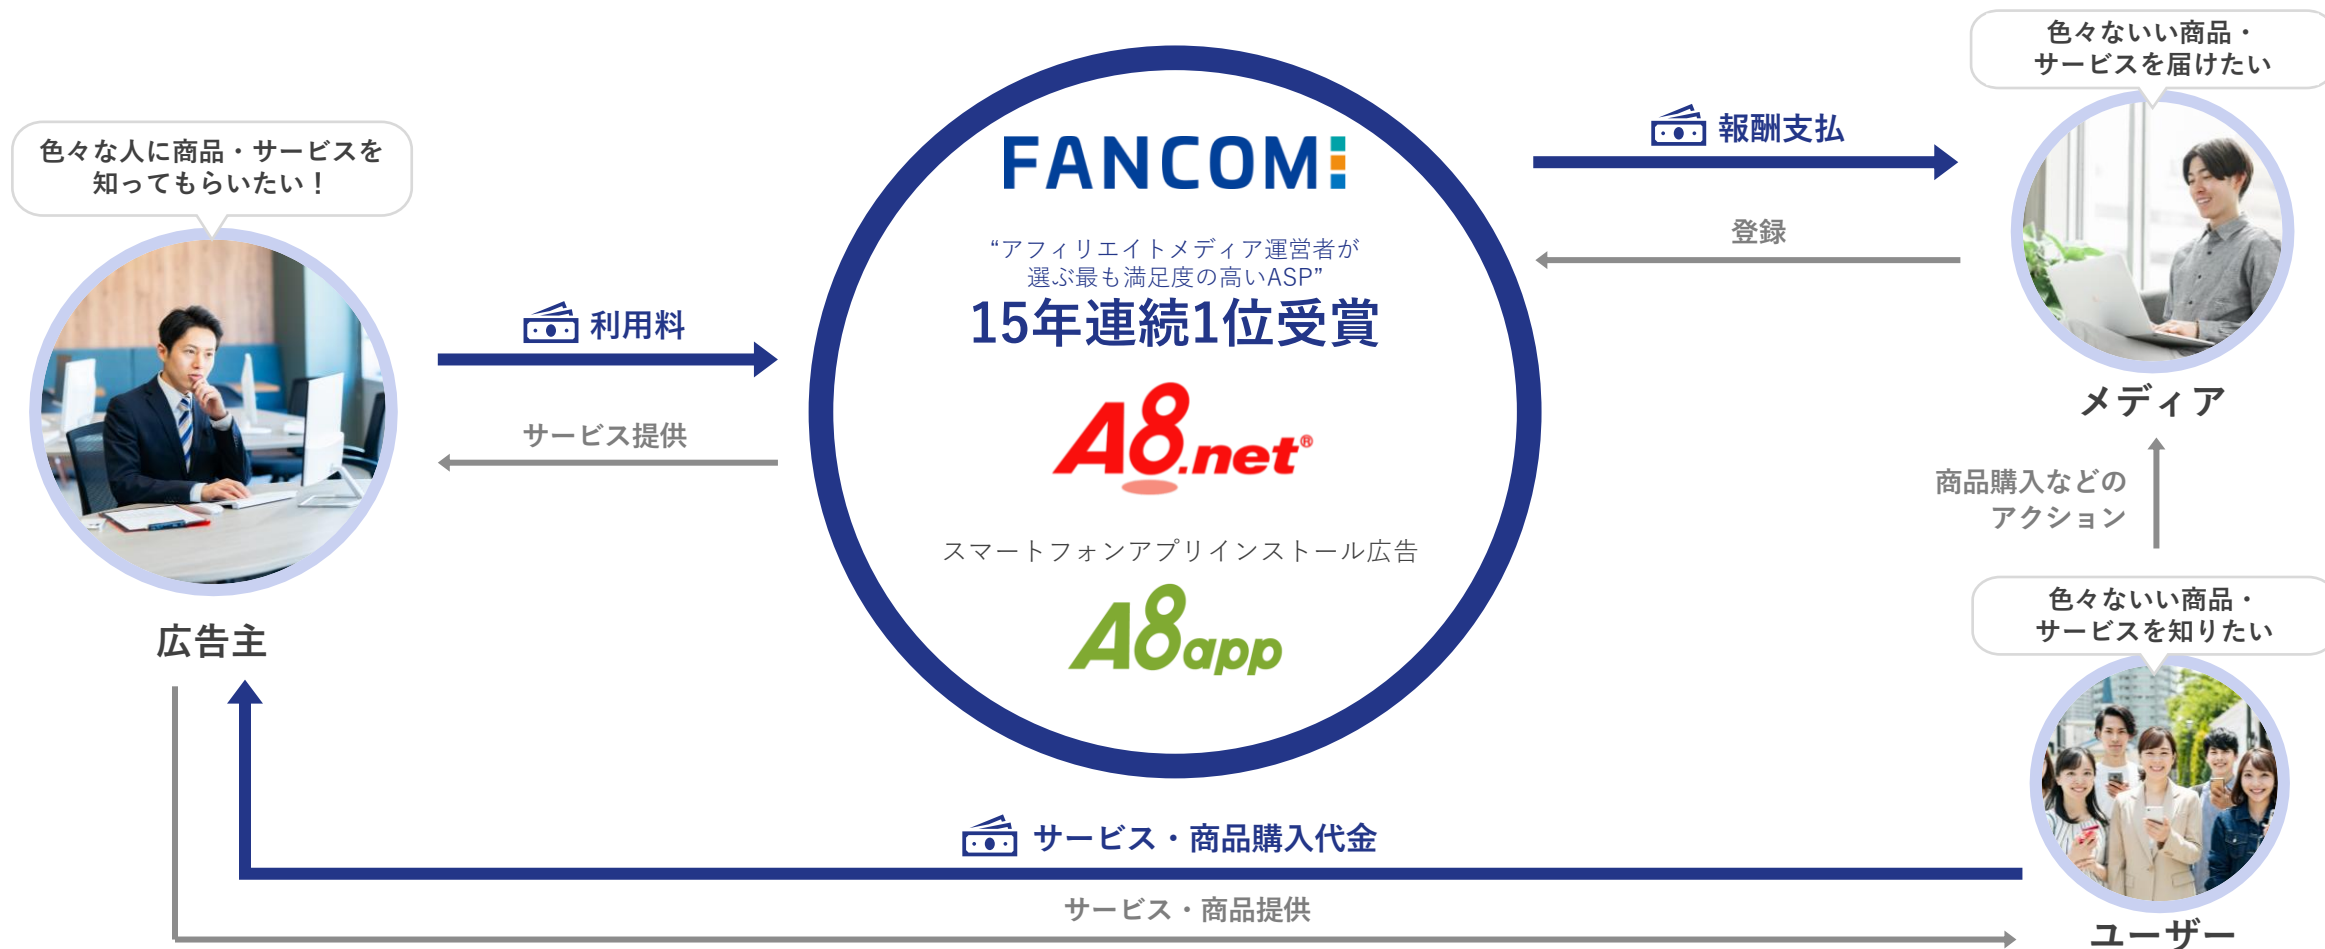 色々な人に商品・サービスを
知ってもらいたい！
広告主
利用料
サービス提供
FANCOMI
“アフィリエイトメディア運営者が
選ぶ最も満足度の高いASP”
15年連続1位受賞
A8.net®
スマートフォンアプリインストール広告
A8app
報酬支払
登録
色々ないい商品・
サービスを届けたい
メディア
商品購入などの
アクション
色々ないい商品・
サービスを知りたい
ユーザー
サービス・商品購入代金
サービス・商品提供